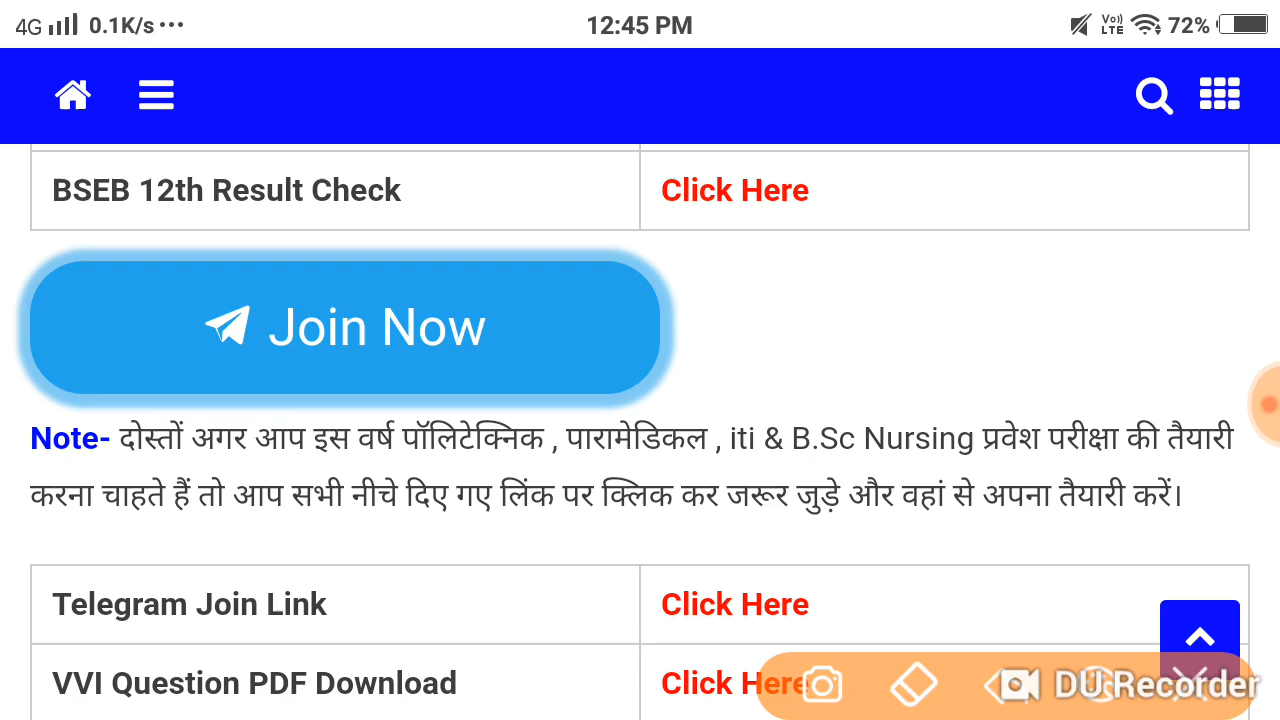 4G 0.1K/s ••• 12:45 PM Vo)) LTE 72%
BSEB 12th Result Check Click Here
Join Now
Note- दोस्तों अगर आप इस वर्ष पॉलिटेक्निक , पारामेडिकल , iti & B.Sc Nursing प्रवेश परीक्षा की तैयारी
करना चाहते हैं तो आप सभी नीचे दिए गए लिंक पर क्लिक कर जरूर जुड़े और वहां से अपना तैयारी करें।
Telegram Join Link Click Here
VVI Question PDF Download Click Here
DU Recorder